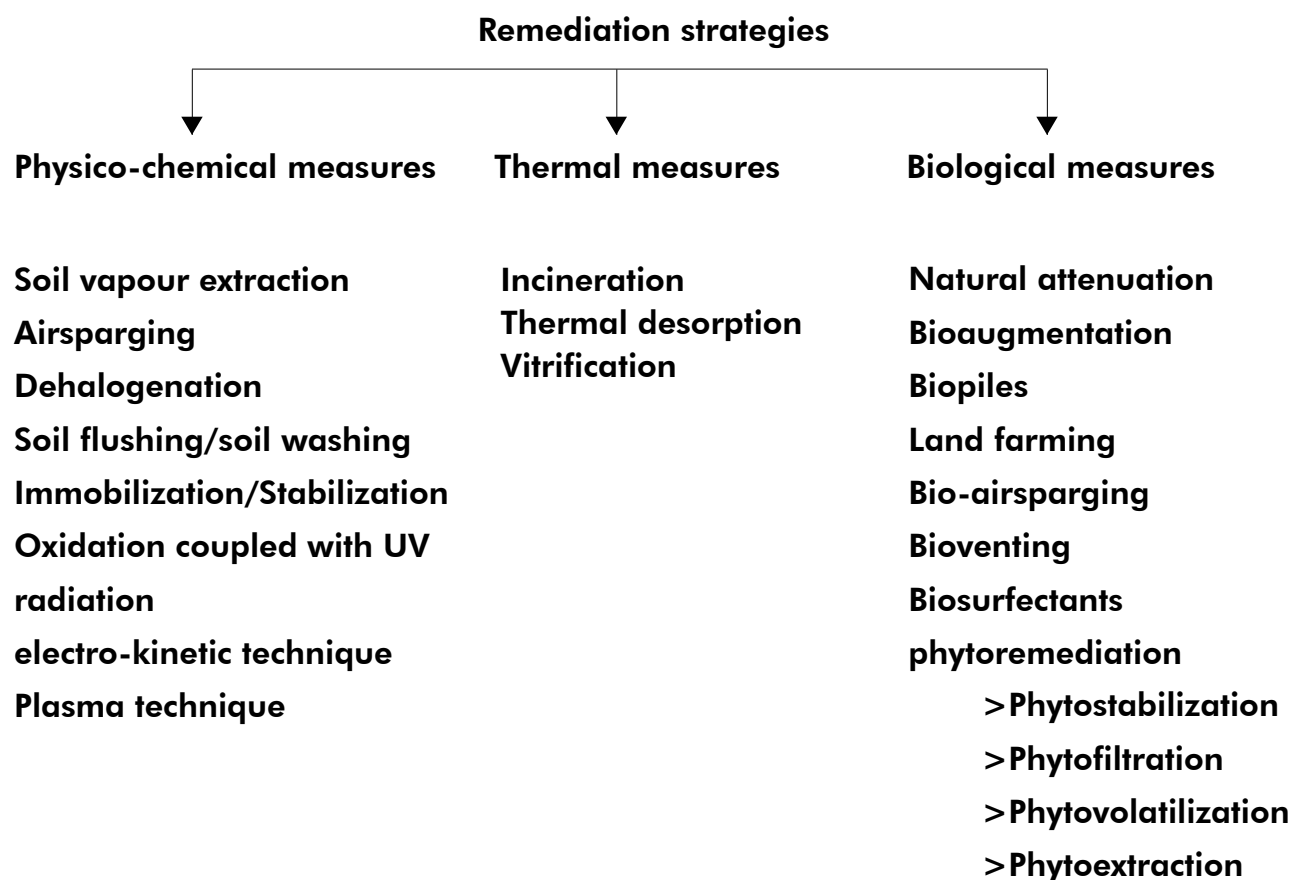 Remediation strategies
Physico-chemical measures
Soil vapour extraction
Airsparging
Dehalogenation
Soil flushing/soil washing
Immobilization/Stabilization
Oxidation coupled with UV
radiation
electro-kinetic technique
Plasma technique
Thermal measures
Incineration
Thermal desorption
Vitrification
Biological measures
Natural attenuation
Bioaugmentation
Biopiles
Land farming
Bio-airsparging
Bioventing
Biosurfectants
phytoremediation
>Phytostabilization
>Phytofiltration
>Phytovolatilization
>Phytoextraction